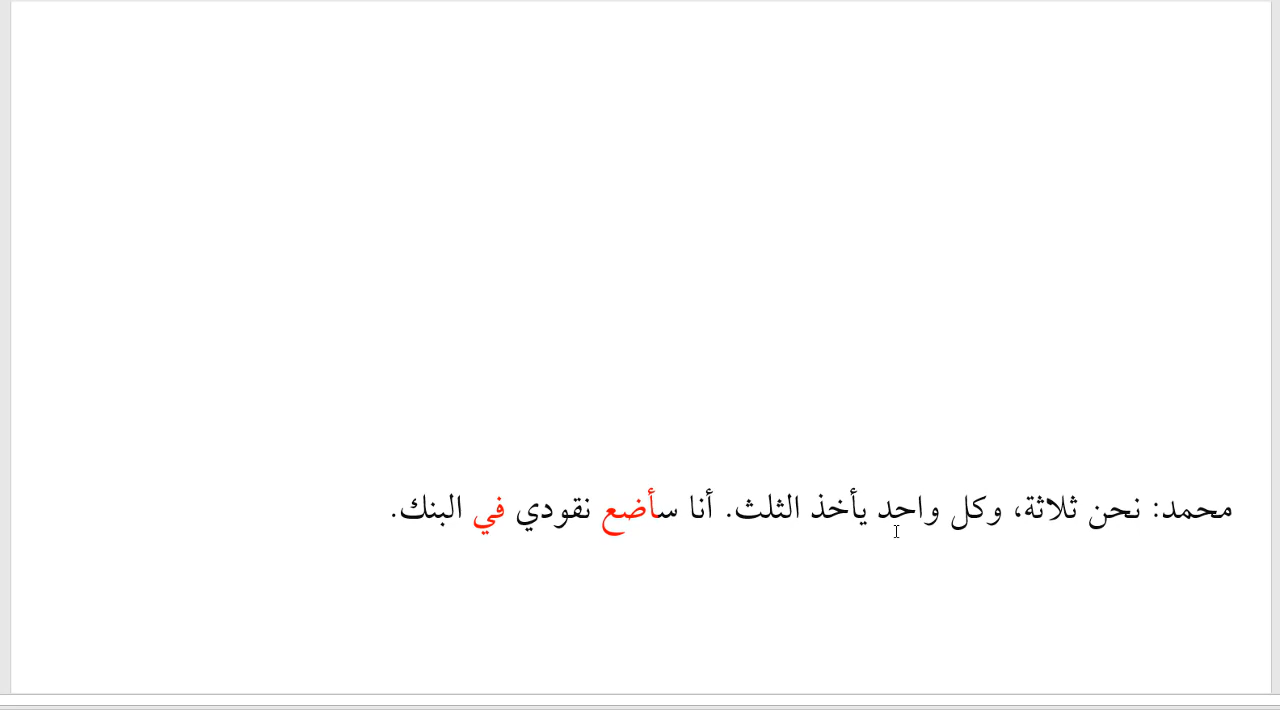 محمد: نحن ثلاثة، وكل واحد يأخذ الثلث. أنا سأضع نقودي في البنك.